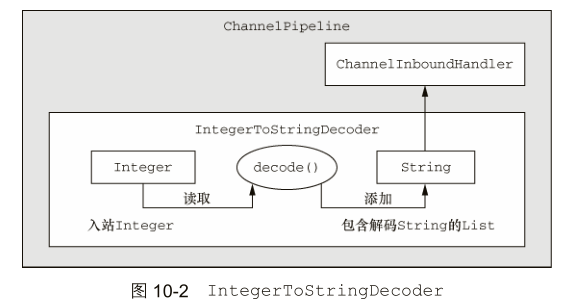 ChannelPipeline
ChannelInboundHandler
IntegerToStringDecoder
Integer
decode()
String
读取
添加
入站Integer
包含解码String的List
图 10-2 IntegerToStringDecoder